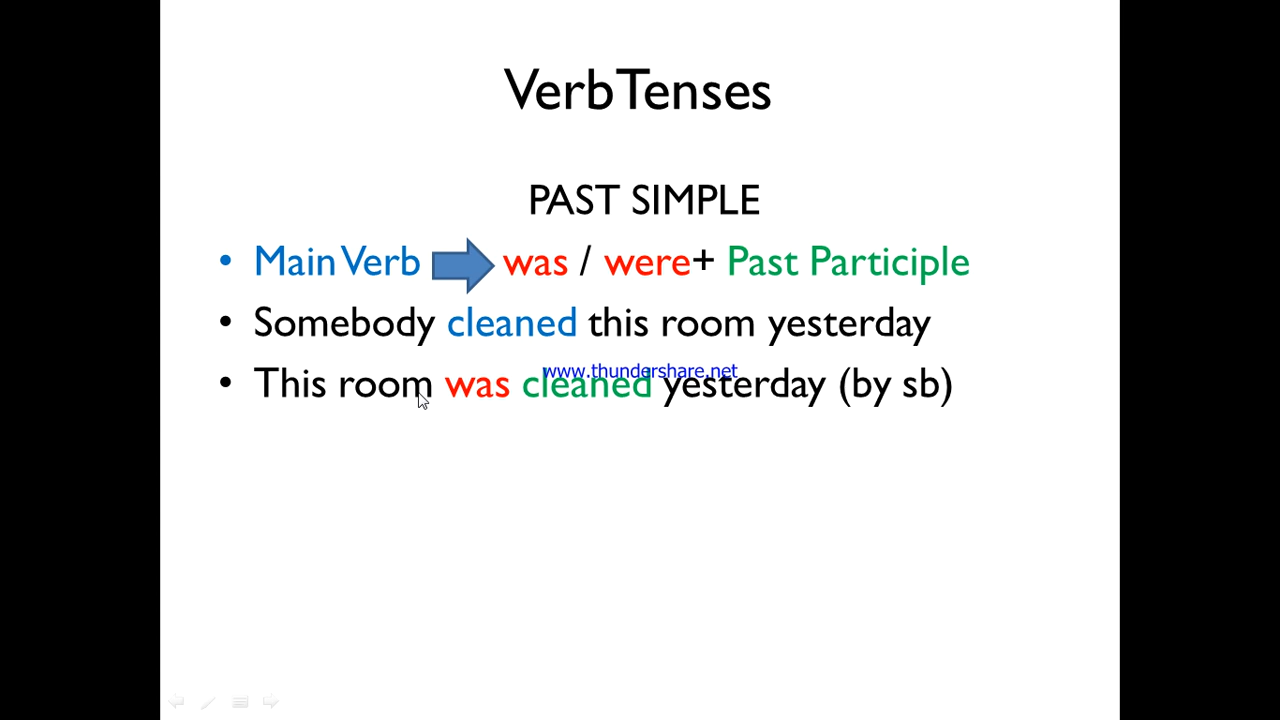 Verb Tenses
PAST SIMPLE
• Main Verb was / were+ Past Participle
• Somebody cleaned this room yesterday
www.thundershare.net
• This room was cleaned yesterday (by sb)